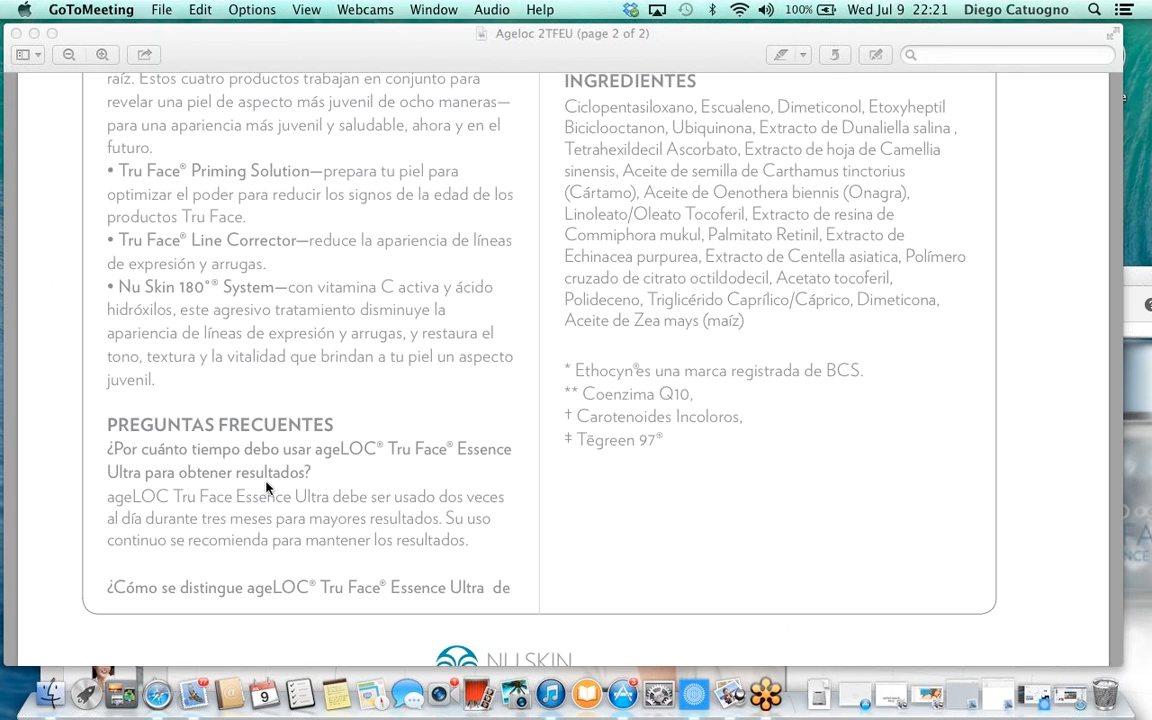 GoToMeeting File Edit Options View Webcams Window Audio Help 100% Wed Jul 9 22:21 Diego Catuogno
Ageloc 2TFEU (page 2 of 2)
raíz. Estos cuatro productos trabajan en conjunto para
revelar una piel de aspecto más juvenil de ocho maneras—
para una apariencia más juvenil y saludable, ahora y en el
futuro.
• Tru Face® Priming Solution—prepara tu piel para
optimizar el poder para reducir los signos de la edad de los
productos Tru Face.
• Tru Face® Line Corrector—reduce la apariencia de líneas
de expresión y arrugas.
• Nu Skin 180°® System—con vitamina C activa y ácido
hidróxilos, este agresivo tratamiento disminuye la
apariencia de líneas de expresión y arrugas, y restaura el
tono, textura y la vitalidad que brindan a tu piel un aspecto
juvenil.
PREGUNTAS FRECUENTES
¿Por cuánto tiempo debo usar ageLOC® Tru Face® Essence
Ultra para obtener resultados?
ageLOC Tru Face Essence Ultra debe ser usado dos veces
al día durante tres meses para mayores resultados. Su uso
continuo se recomienda para mantener los resultados.
¿Cómo se distingue ageLOC® Tru Face® Essence Ultra de
INGREDIENTES
Ciclopentasiloxano, Escualeno, Dimeticonol, Etoxyheptil
Biciclooctanon, Ubiquinona, Extracto de Dunaliella salina ,
Tetrahexildecil Ascorbato, Extracto de hoja de Camellia
sinensis, Aceite de semilla de Carthamus tinctorius
(Cártamo), Aceite de Oenothera biennis (Onagra),
Linoleato/Oleato Tocoferil, Extracto de resina de
Commiphora mukul, Palmitato Retinil, Extracto de
Echinacea purpurea, Extracto de Centella asiatica, Polímero
cruzado de citrato octildodecil, Acetato tocoferil,
Polideceno, Triglicérido Caprílico/Cáprico, Dimeticona,
Aceite de Zea mays (maíz)
* Ethocyn®es una marca registrada de BCS.
** Coenzima Q10,
† Carotenoides Incoloros,
‡ Tēgreen 97®
NU SKIN